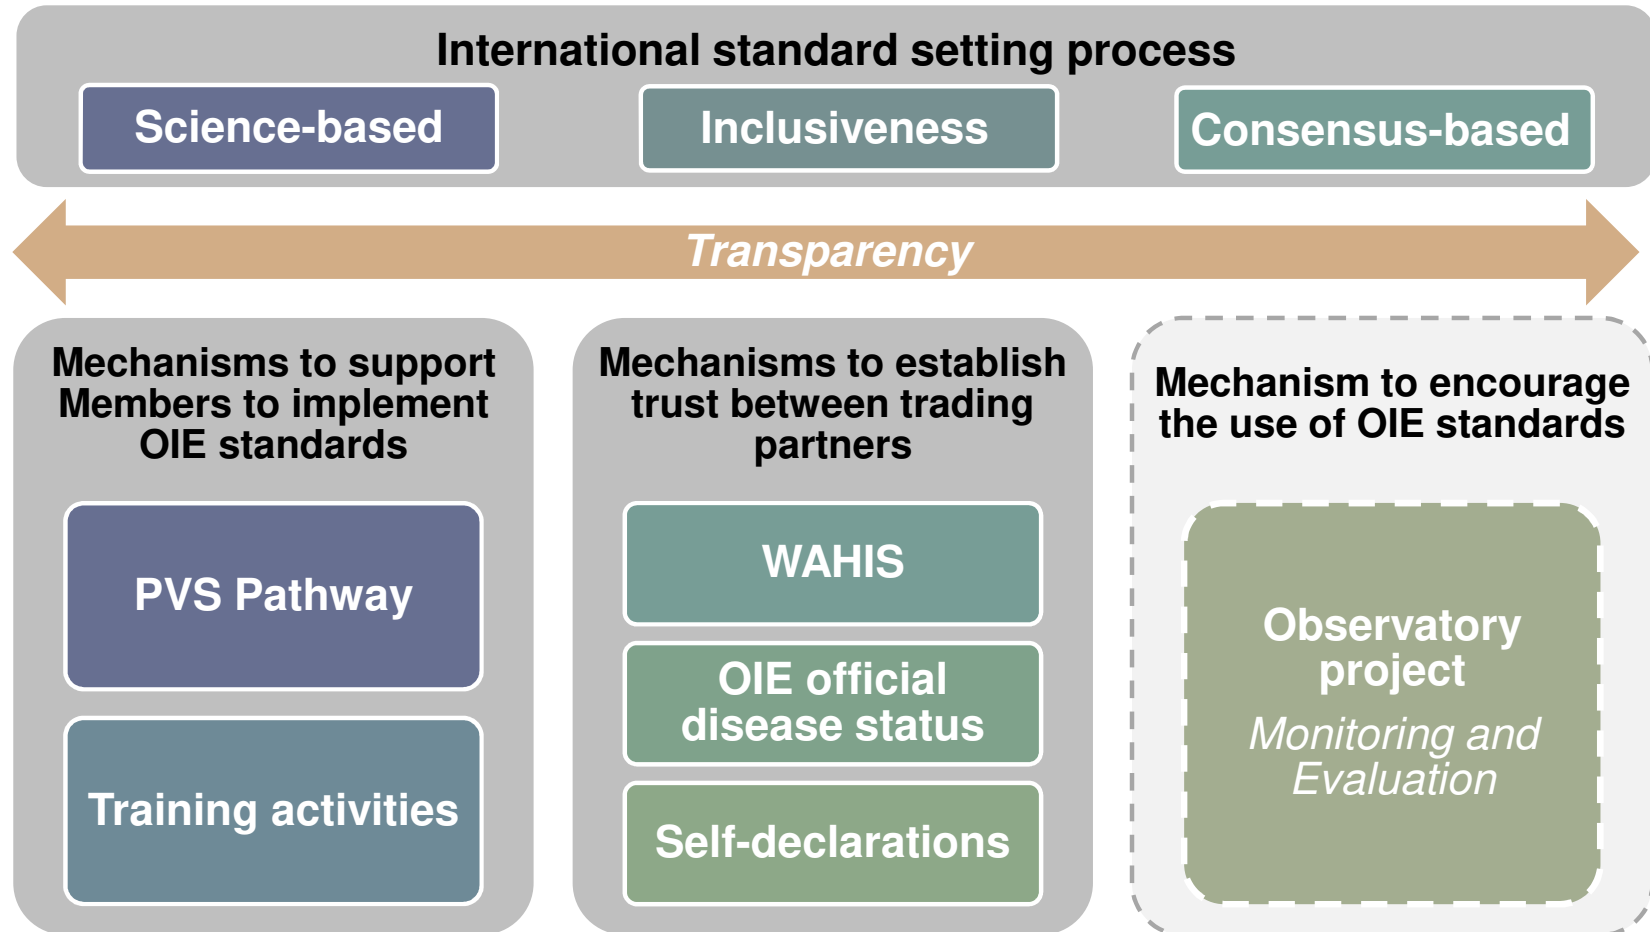 International standard setting process
Science-based
Inclusiveness
Consensus-based
Transparency
Mechanisms to support
Members to implement
OIE standards
PVS Pathway
Training activities
Mechanisms to establish
trust between trading
partners
WAHIS
OIE official
disease status
Self-declarations
Mechanism to encourage
the use of OIE standards
Observatory
project
Monitoring and
Evaluation